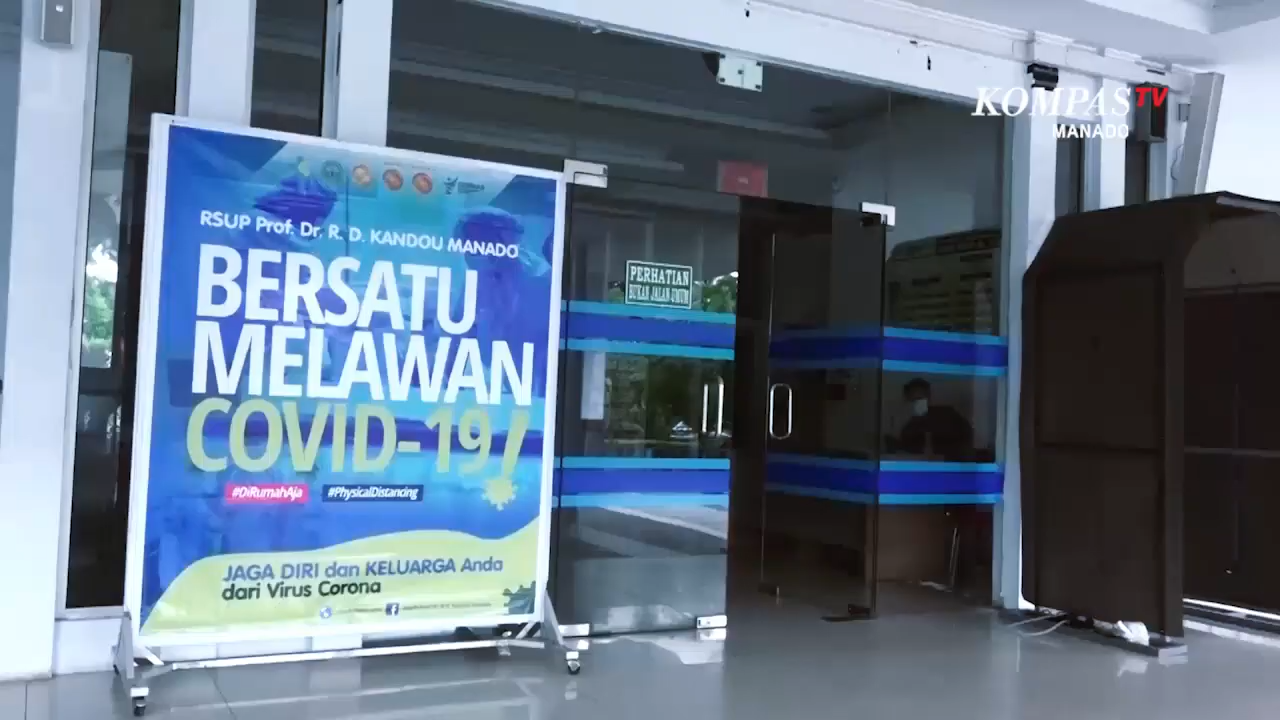 KOMPAS TV
MANADO
RSUP Prof. Dr. R. D. KANDOU MANADO
BERSATU
MELAWAN
COVID-19!
#DiRumahAja #PhysicalDistancing
JAGA DIRI dan KELUARGA Anda
dari Virus Corona
PERHATIAN
BUKAN JALAN UMUM